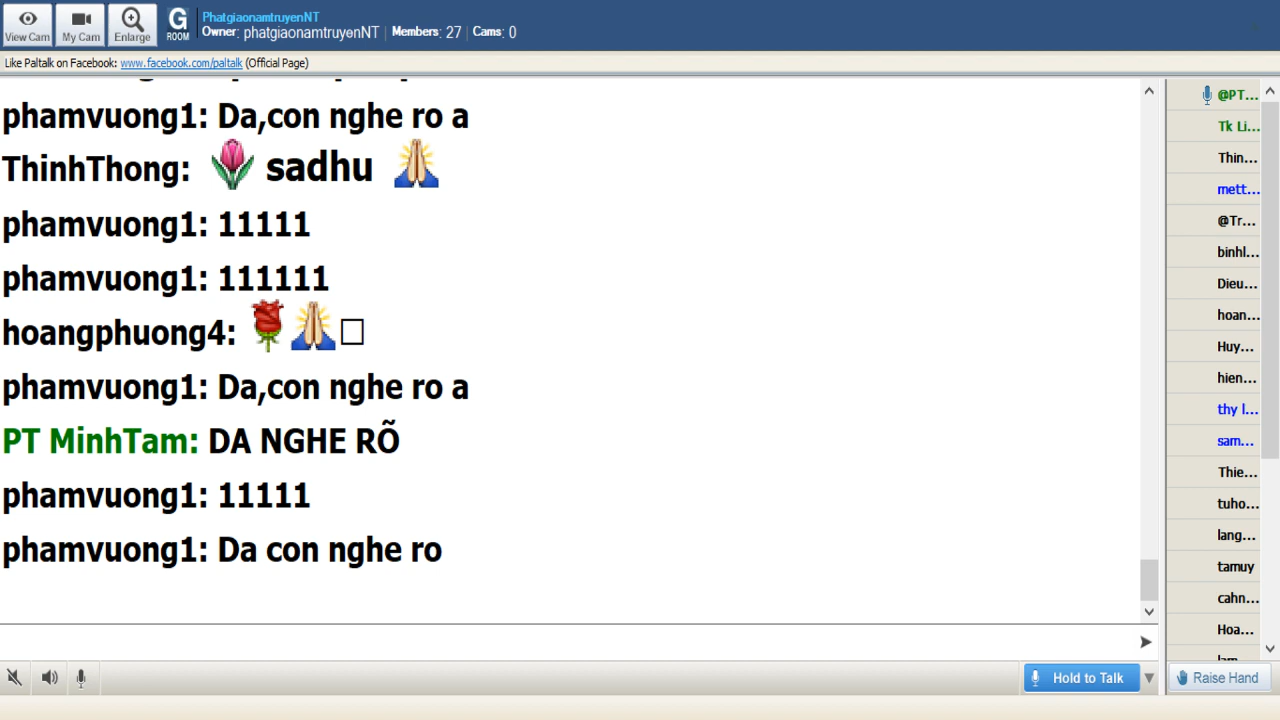 View Cam
My Cam
Enlarge
G
ROOM
PhatgiaonamtruyenNT
Owner: phatgiaonamtruyenNT | Members: 27 | Cams: 0
Like Paltalk on Facebook: www.facebook.com/paltalk (Official Page)
phamvuong1: Da,con nghe ro a
ThinhThong: 🌷 sadhu 🙏
phamvuong1: 11111
phamvuong1: 111111
hoangphuong4: 🌹🙏□
phamvuong1: Da,con nghe ro a
PT MinhTam: DA NGHE RÕ
phamvuong1: 11111
phamvuong1: Da con nghe ro
@PT...
Tk Li...
Thin...
mett...
@Tr...
binhl...
Dieu...
hoan...
Huy...
hien...
thy l...
sam...
Thie...
tuho...
lang...
tamuy
cahn...
Hoa...
Hold to Talk
Raise Hand